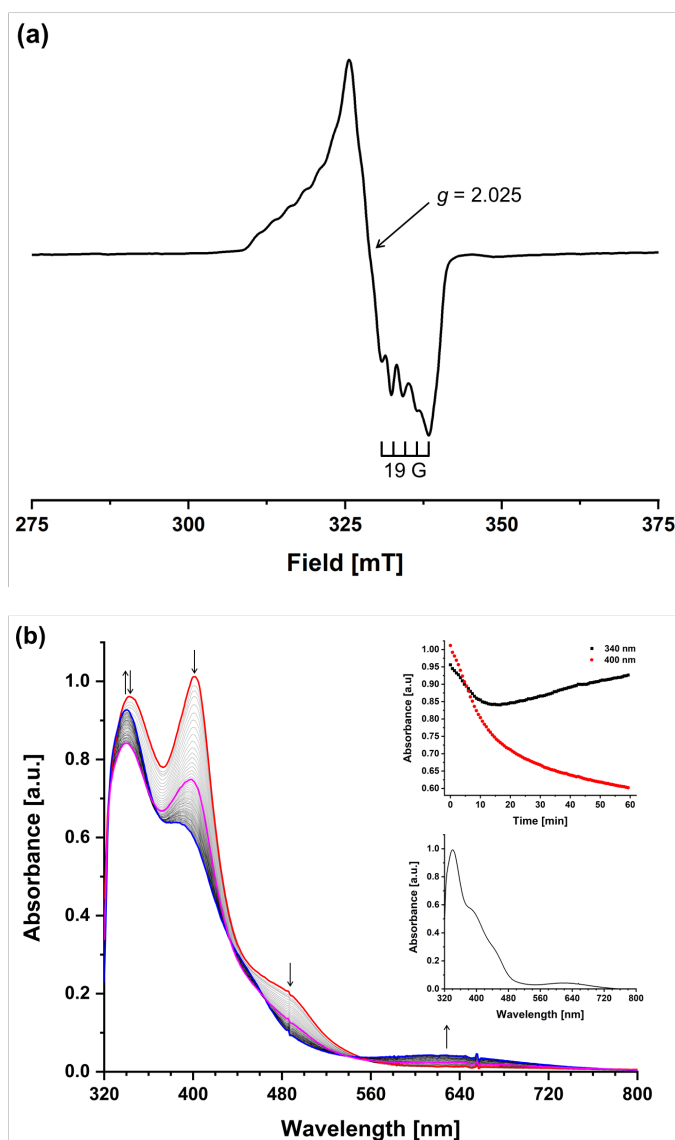 (a)
g = 2.025
19 G
275 300 325 350 375
Field [mT]
(b)
1.0
0.8
0.6
0.4
0.2
0.0
Absorbance [a.u.]
320 400 480 560 640 720 800
Wavelength [nm]
340 nm
400 nm
1.00
0.95
0.90
0.85
0.80
0.75
0.70
0.65
0.60
Absorbance [a.u]
0 10 20 30 40 50 60
Time [min]
1.0
0.8
0.6
0.4
0.2
0.0
Absorbance [a.u.]
320 400 480 560 640 720 800
Wavelength [nm]